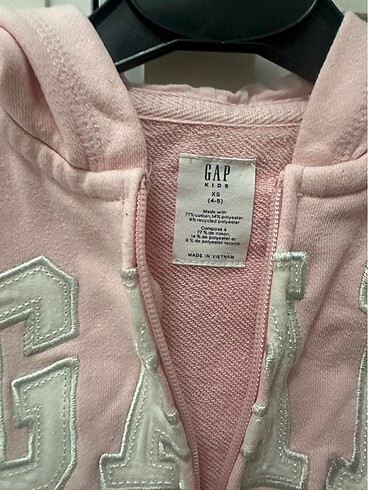 GAP
KIDS
XS
(4-5)
Made with
77% cotton, 14% polyester,
9% recycled polyester
Composé à
77 % de coton,
14 % de polyester et
9 % de polyester recyclé
MADE IN VIETNAM
GAP